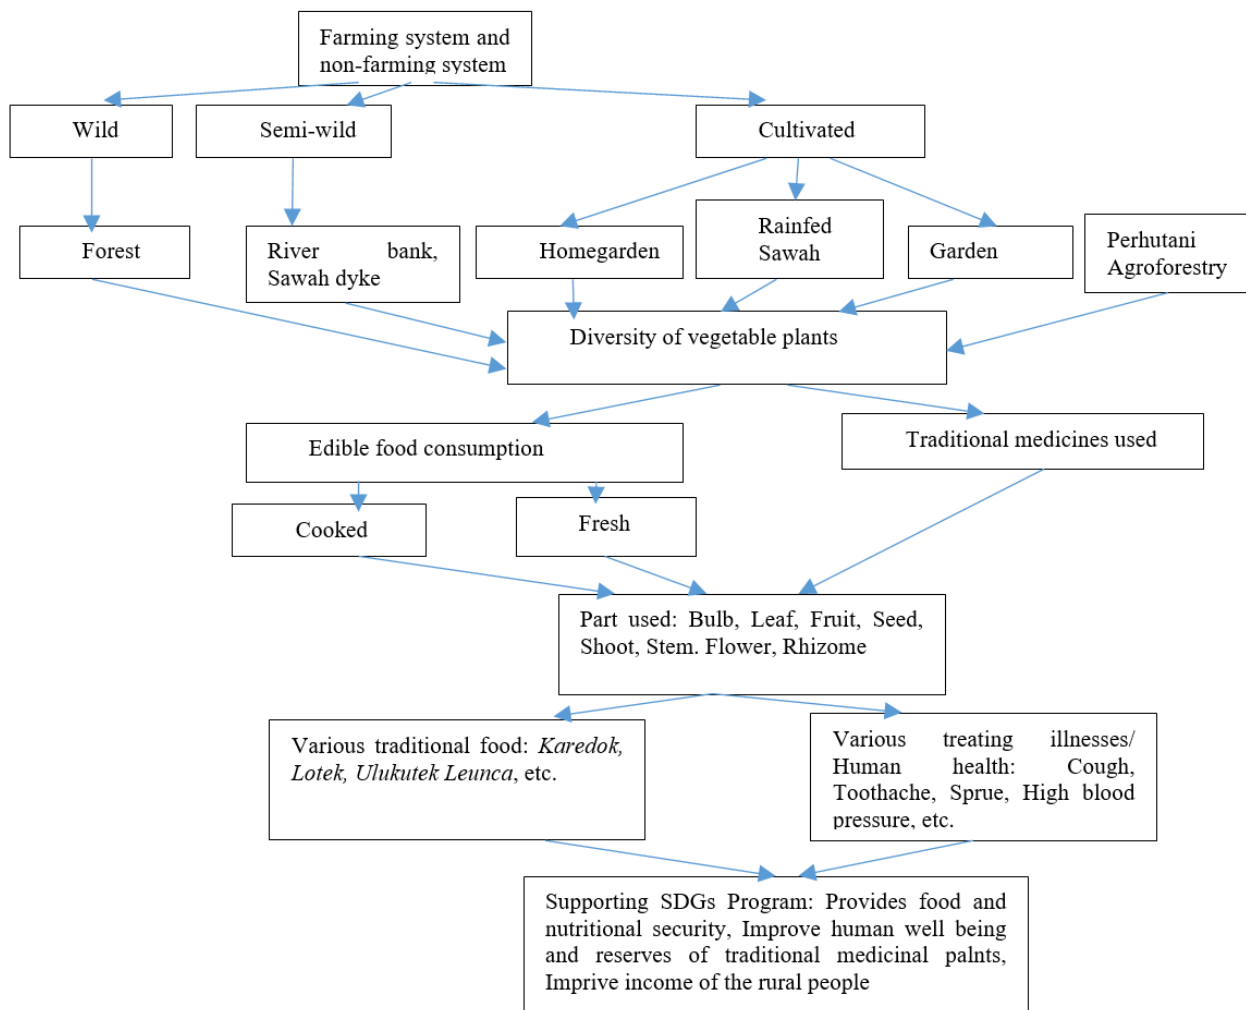 Farming system and
non-farming system
Wild
Semi-wild
Cultivated
Forest
River bank,
Sawah dyke
Homegarden
Rainfed
Sawah
Garden
Perhutani
Agroforestry
Diversity of vegetable plants
Edible food consumption
Traditional medicines used
Cooked
Fresh
Part used: Bulb, Leaf, Fruit, Seed,
Shoot, Stem. Flower, Rhizome
Various traditional food: Karedok,
Lotek, Ulukutek Leunca, etc.
Various treating illnesses/
Human health: Cough,
Toothache, Sprue, High blood
pressure, etc.
Supporting SDGs Program: Provides food and
nutritional security, Improve human well being
and reserves of traditional medicinal palnts,
Imprive income of the rural people